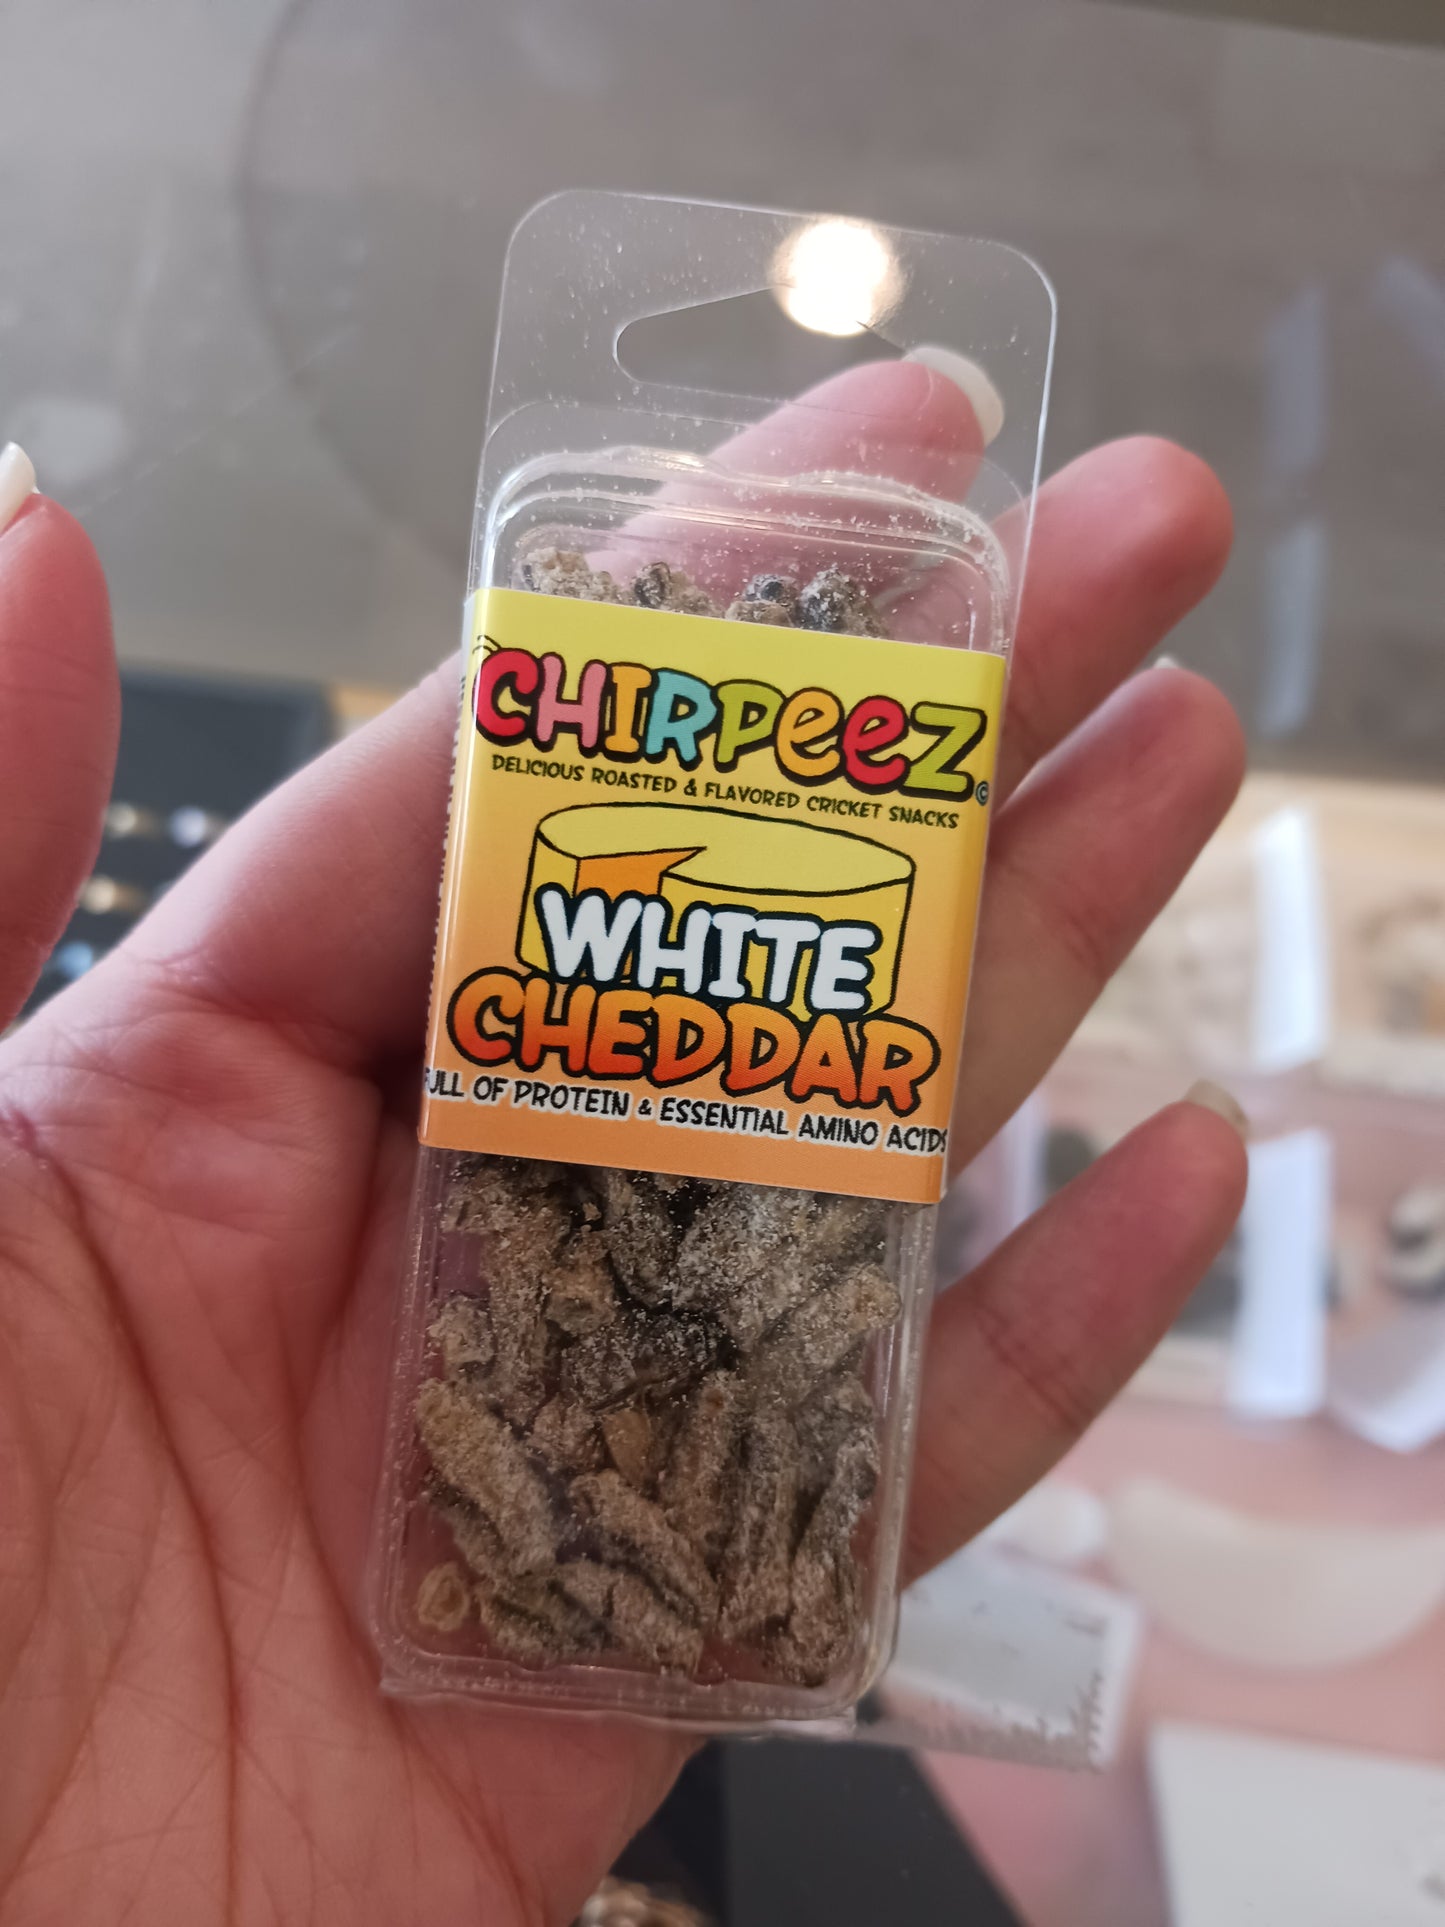 CHIRPEEZ©
DELICIOUS ROASTED & FLAVORED CRICKET SNACKS
WHITE
CHEDDAR
FULL OF PROTEIN & ESSENTIAL AMINO ACIDS